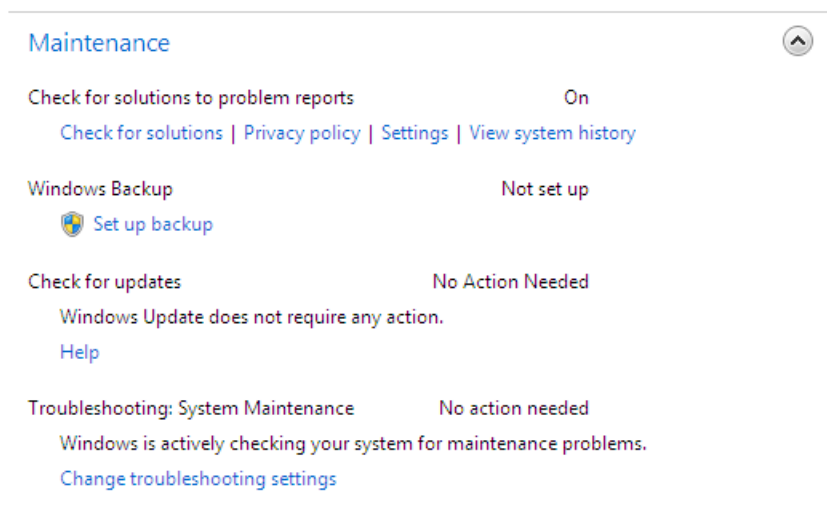 Maintenance
Check for solutions to problem reports On
Check for solutions | Privacy policy | Settings | View system history
Windows Backup Not set up
Set up backup
Check for updates No Action Needed
Windows Update does not require any action.
Help
Troubleshooting: System Maintenance No action needed
Windows is actively checking your system for maintenance problems.
Change troubleshooting settings